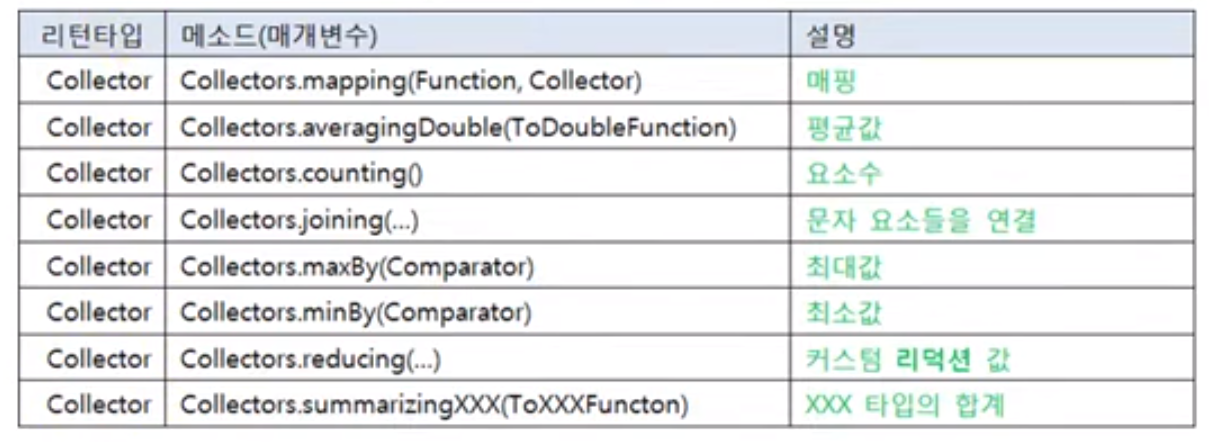 리턴타입 메소드(매개변수) 설명
Collector Collectors.mapping(Function, Collector) 매핑
Collector Collectors.averagingDouble(ToDoubleFunction) 평균값
Collector Collectors.counting() 요소수
Collector Collectors.joining(...) 문자 요소들을 연결
Collector Collectors.maxBy(Comparator) 최대값
Collector Collectors.minBy(Comparator) 최소값
Collector Collectors.reducing(...) 커스텀 리덕션 값
Collector Collectors.summarizingXXX(ToXXXFuncton) XXX 타입의 합계